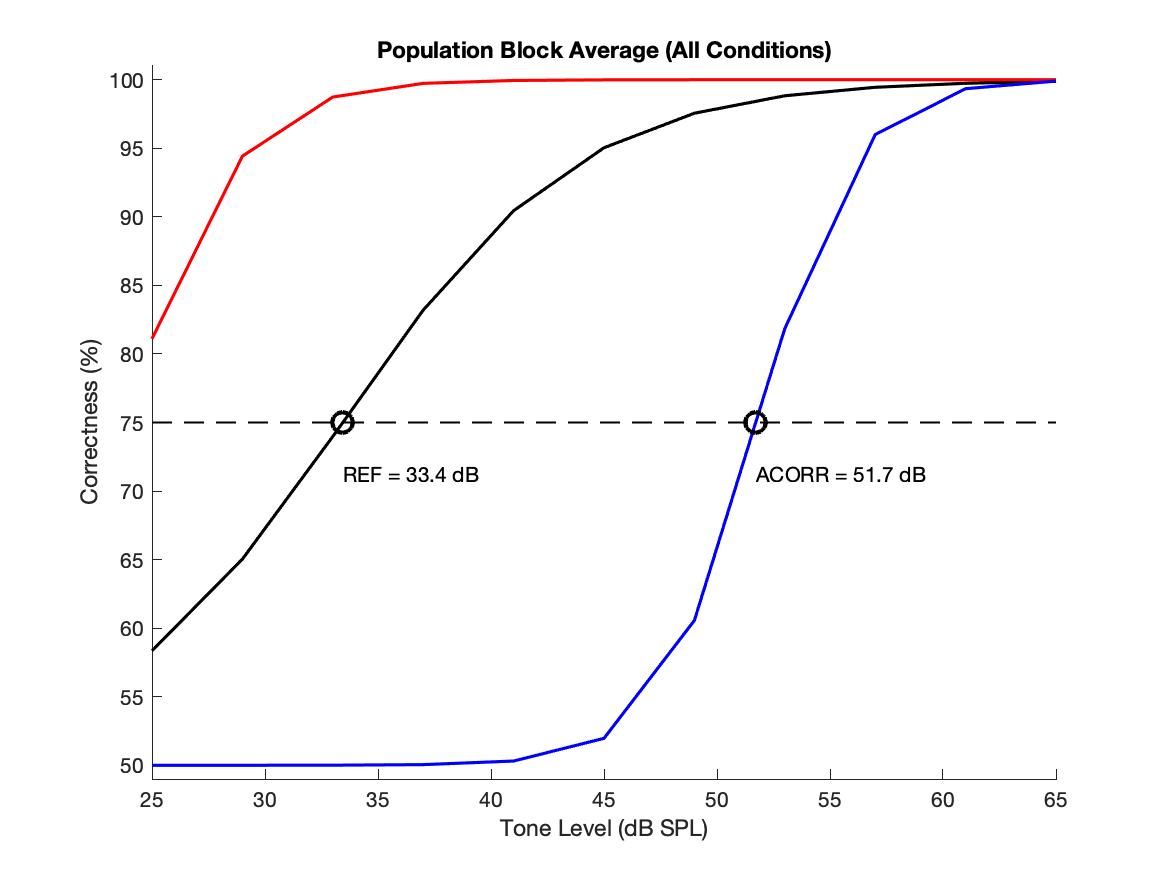 Population Block Average (All Conditions)
100
95
90
85
80
75
70
65
60
55
50
Correctness (%)
REF = 33.4 dB
ACORR = 51.7 dB
25 30 35 40 45 50 55 60 65
Tone Level (dB SPL)